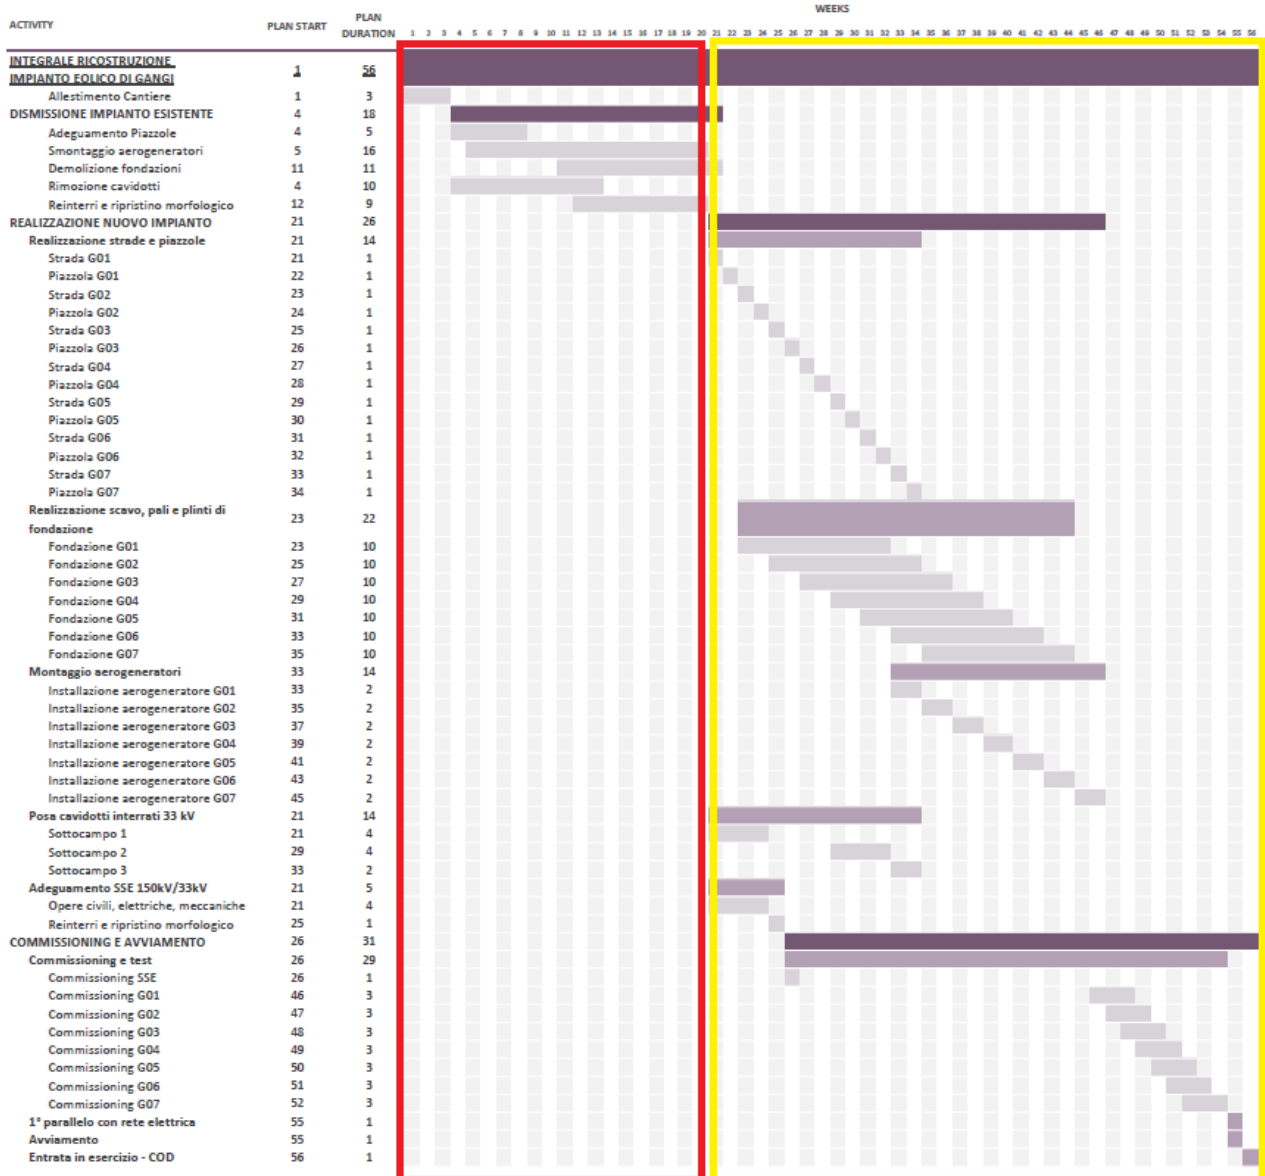 WEEKS
ACTIVITY PLAN START PLAN DURATION 1 2 3 4 5 6 7 8 9 10 11 12 13 14 15 16 17 18 19 20 21 22 23 24 25 26 27 28 29 30 31 32 33 34 35 36 37 38 39 40 41 42 43 44 45 46 47 48 49 50 51 52 53 54 55 56
INTEGRALE RICOSTRUZIONE
IMPIANTO EOLICO DI GANGI 1 56
Allestimento Cantiere 1 3
DISMISSIONE IMPIANTO ESISTENTE 4 18
Adeguamento Piazzole 4 5
Smontaggio aerogeneratori 5 16
Demolizione fondazioni 11 11
Rimozione cavidotti 4 10
Reinterri e ripristino morfologico 12 9
REALIZZAZIONE NUOVO IMPIANTO 21 26
Realizzazione strade e piazzole 21 14
Strada G01 21 1
Piazzola G01 22 1
Strada G02 23 1
Piazzola G02 24 1
Strada G03 25 1
Piazzola G03 26 1
Strada G04 27 1
Piazzola G04 28 1
Strada G05 29 1
Piazzola G05 30 1
Strada G06 31 1
Piazzola G06 32 1
Strada G07 33 1
Piazzola G07 34 1
Realizzazione scavo, pali e plinti di
fondazione 23 22
Fondazione G01 23 10
Fondazione G02 25 10
Fondazione G03 27 10
Fondazione G04 29 10
Fondazione G05 31 10
Fondazione G06 33 10
Fondazione G07 35 10
Montaggio aerogeneratori 33 14
Installazione aerogeneratore G01 33 2
Installazione aerogeneratore G02 35 2
Installazione aerogeneratore G03 37 2
Installazione aerogeneratore G04 39 2
Installazione aerogeneratore G05 41 2
Installazione aerogeneratore G06 43 2
Installazione aerogeneratore G07 45 2
Posa cavidotti interrati 33 kV 21 14
Sottocampo 1 21 4
Sottocampo 2 29 4
Sottocampo 3 33 2
Adeguamento SSE 150kV/33kV 21 5
Opere civili, elettriche, meccaniche 21 4
Reinterri e ripristino morfologico 25 1
COMMISSIONING E AVVIAMENTO 26 31
Commissioning e test 26 29
Commissioning SSE 26 1
Commissioning G01 46 3
Commissioning G02 47 3
Commissioning G03 48 3
Commissioning G04 49 3
Commissioning G05 50 3
Commissioning G06 51 3
Commissioning G07 52 3
1° parallelo con rete elettrica 55 1
Avviamento 55 1
Entrata in esercizio - COD 56 1